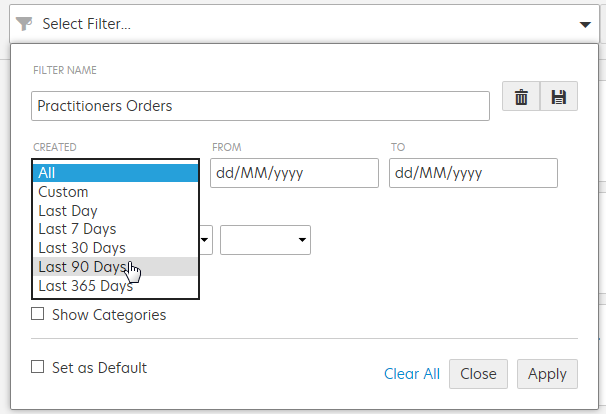 Select Filter...
FILTER NAME
Practitioners Orders
CREATED FROM TO
All dd/MM/yyyy dd/MM/yyyy
Custom
Last Day
Last 7 Days
Last 30 Days
Last 90 Days
Last 365 Days
Show Categories
Set as Default Clear All Close Apply